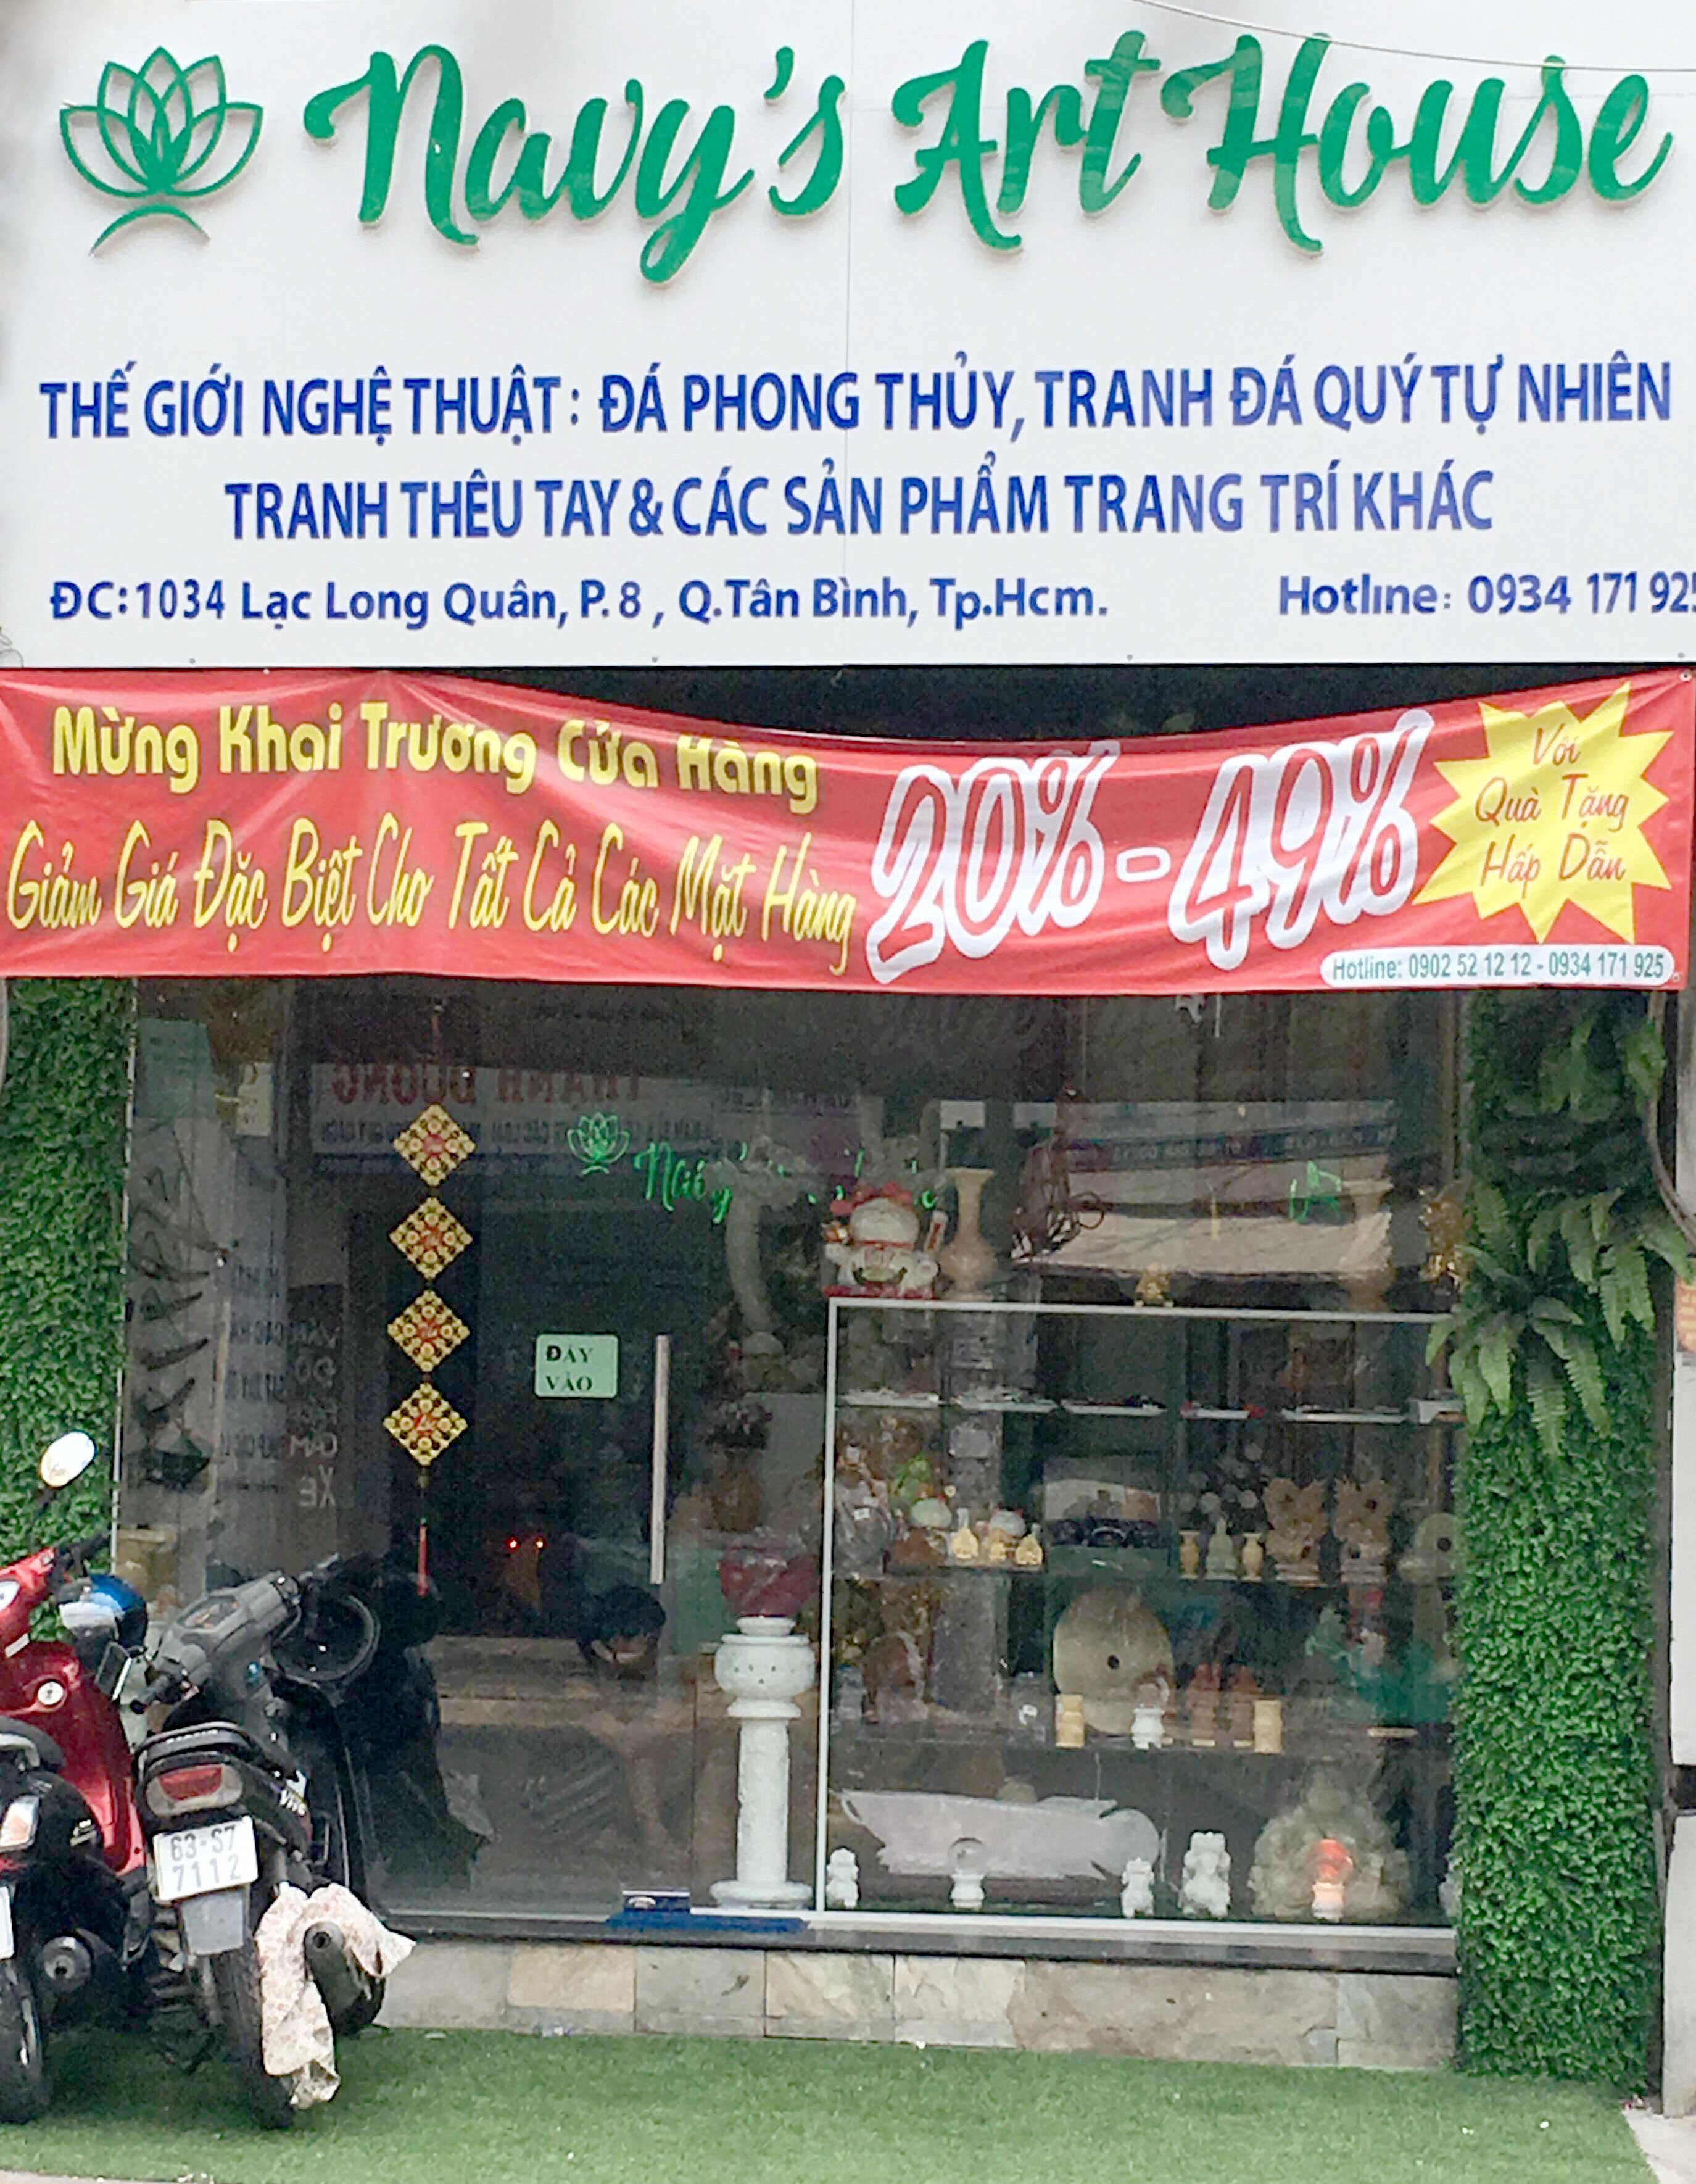 Navy's Art House
THẾ GIỚI NGHỆ THUẬT: ĐÁ PHONG THỦY, TRANH ĐÁ QUÝ TỰ NHIÊN
TRANH THÊU TAY & CÁC SẢN PHẨM TRANG TRÍ KHÁC
ĐC: 1034 Lạc Long Quân, P. 8 , Q.Tân Bình, Tp.Hcm.
Hotline: 0934 171 925
Mừng Khai Trương Cửa Hàng
Giảm Giá Đặc Biệt Cho Tất Cả Các Mặt Hàng
20% - 49%
Với
Quà Tặng
Hấp Dẫn
Hotline: 0902 52 12 12 - 0934 171 925
Navy'
ĐẨY
VÀO
63-S7
7112